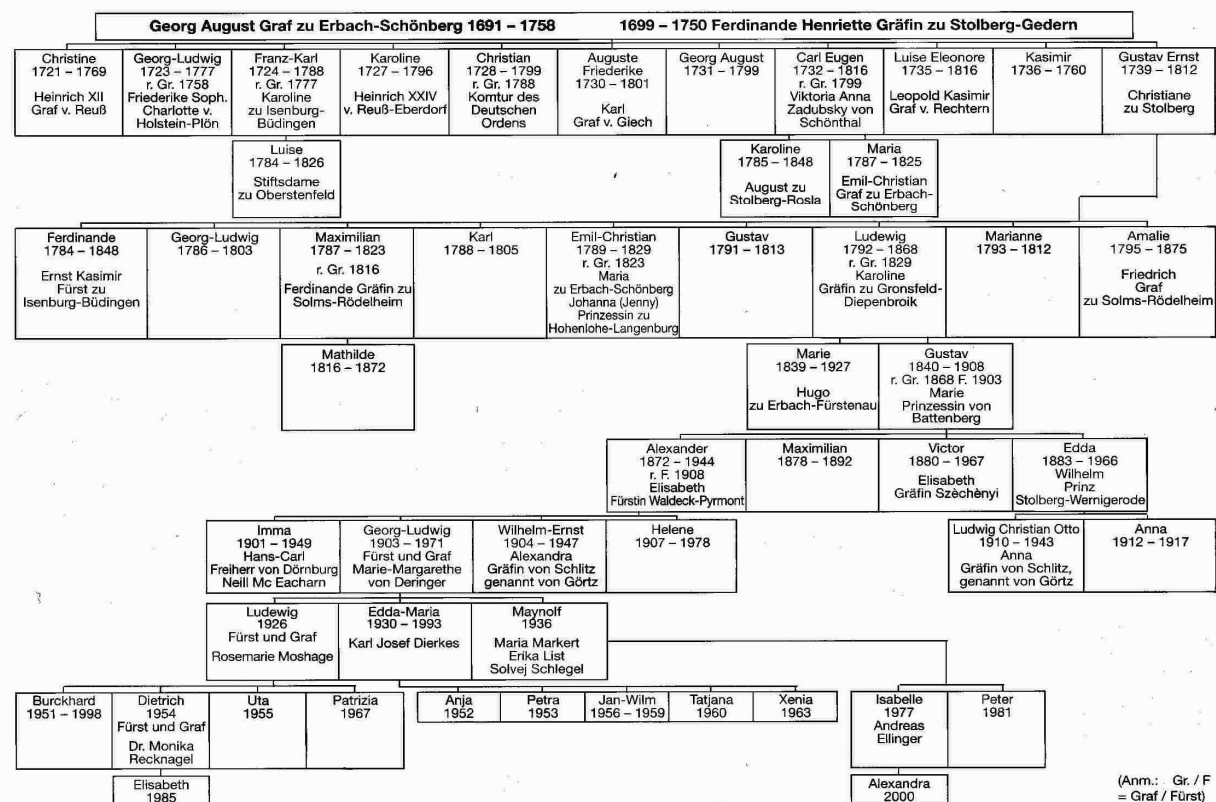 Georg August Graf zu Erbach-Schönberg 1691 – 1758 1699 – 1750 Ferdinande Henriette Gräfin zu Stolberg-Gedern
Christine
1721 – 1769
Heinrich XII
Graf v. Reuß
Georg-Ludwig
1723 – 1777
r. Gr. 1758
Friederike Soph.
Charlotte v.
Holstein-Plön
Franz-Karl
1724 – 1788
r. Gr. 1777
Karoline
zu Isenburg-
Büdingen
Karoline
1727 – 1796
Heinrich XXIV
v. Reuß-Eberdorf
Christian
1728 – 1799
r. Gr. 1788
Komtur des
Deutschen
Ordens
Auguste
Friederike
1730 – 1801
Karl
Graf v. Giech
Georg August
1731 – 1799
Carl Eugen
1732 – 1816
r. Gr. 1799
Viktoria Anna
Zadubsky von
Schönthal
Luise Eleonore
1735 – 1816
Leopold Kasimir
Graf v. Rechtern
Kasimir
1736 – 1760
Gustav Ernst
1739 – 1812
Christiane
zu Stolberg
Luise
1784 – 1826
Stiftsdame
zu Oberstenfeld
Karoline
1785 – 1848
August zu
Stolberg-Rosla
Maria
1787 – 1825
Emil-Christian
Graf zu Erbach-
Schönberg
Ferdinande
1784 – 1848
Ernst Kasimir
Fürst zu
Isenburg-Büdingen
Georg-Ludwig
1786 – 1803
Maximilian
1787 – 1823
r. Gr. 1816
Ferdinande Gräfin zu
Solms-Rödelheim
Karl
1788 – 1805
Emil-Christian
1789 – 1829
r. Gr. 1823
Maria
zu Erbach-Schönberg
Johanna (Jenny)
Prinzessin zu
Hohenlohe-Langenburg
Gustav
1791 – 1813
Ludewig
1792 – 1868
r. Gr. 1829
Karoline
Gräfin zu Gronsfeld-
Diepenbroik
Marianne
1793 – 1812
Amalie
1795 – 1875
Friedrich
Graf
zu Solms-Rödelheim
Mathilde
1816 – 1872
Marie
1839 – 1927
Hugo
zu Erbach-Fürstenau
Gustav
1840 – 1908
r. Gr. 1868 F. 1903
Marie
Prinzessin von
Battenberg
Alexander
1872 – 1944
r. F. 1908
Elisabeth
Fürstin Waldeck-Pyrmont
Maximilian
1878 – 1892
Victor
1880 – 1967
Elisabeth
Gräfin Szèchènyi
Edda
1883 – 1966
Wilhelm
Prinz
Stolberg-Wernigerode
Imma
1901 – 1949
Hans-Carl
Freiherr von Dörnburg
Neill Mc Eacharn
Georg-Ludwig
1903 – 1971
Fürst und Graf
Marie-Margarethe
von Deringer
Wilhelm-Ernst
1904 – 1947
Alexandra
Gräfin von Schlitz
genannt von Görtz
Helene
1907 – 1978
Ludwig Christian Otto
1910 – 1943
Anna
Gräfin von Schlitz,
genannt von Görtz
Anna
1912 – 1917
Ludewig
1926
Fürst und Graf
Rosemarie Moshage
Edda-Maria
1930 – 1993
Karl Josef Dierkes
Maynolf
1936
Maria Markert
Erika List
Solvej Schlegel
Burckhard
1951 – 1998
Dietrich
1954
Fürst und Graf
Dr. Monika
Recknagel
Uta
1955
Patrizia
1967
Anja
1952
Petra
1953
Jan-Wilm
1956 – 1959
Tatjana
1960
Xenia
1963
Isabelle
1977
Andreas
Ellinger
Peter
1981
Elisabeth
1985
Alexandra
2000
(Anm.: Gr. / F
= Graf / Fürst)